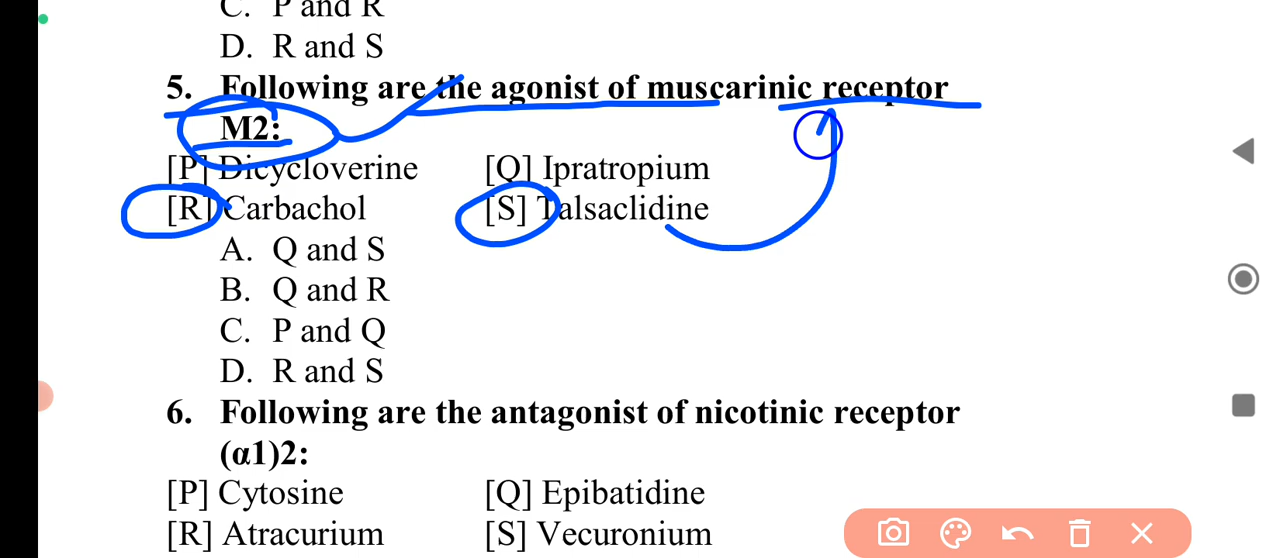 C. P and R
D. R and S
5. Following are the agonist of muscarinic receptor
M2:
[P] Dicycloverine [Q] Ipratropium
[R] Carbachol [S] Talsaclidine
A. Q and S
B. Q and R
C. P and Q
D. R and S
6. Following are the antagonist of nicotinic receptor
(α1)2:
[P] Cytosine [Q] Epibatidine
[R] Atracurium [S] Vecuronium